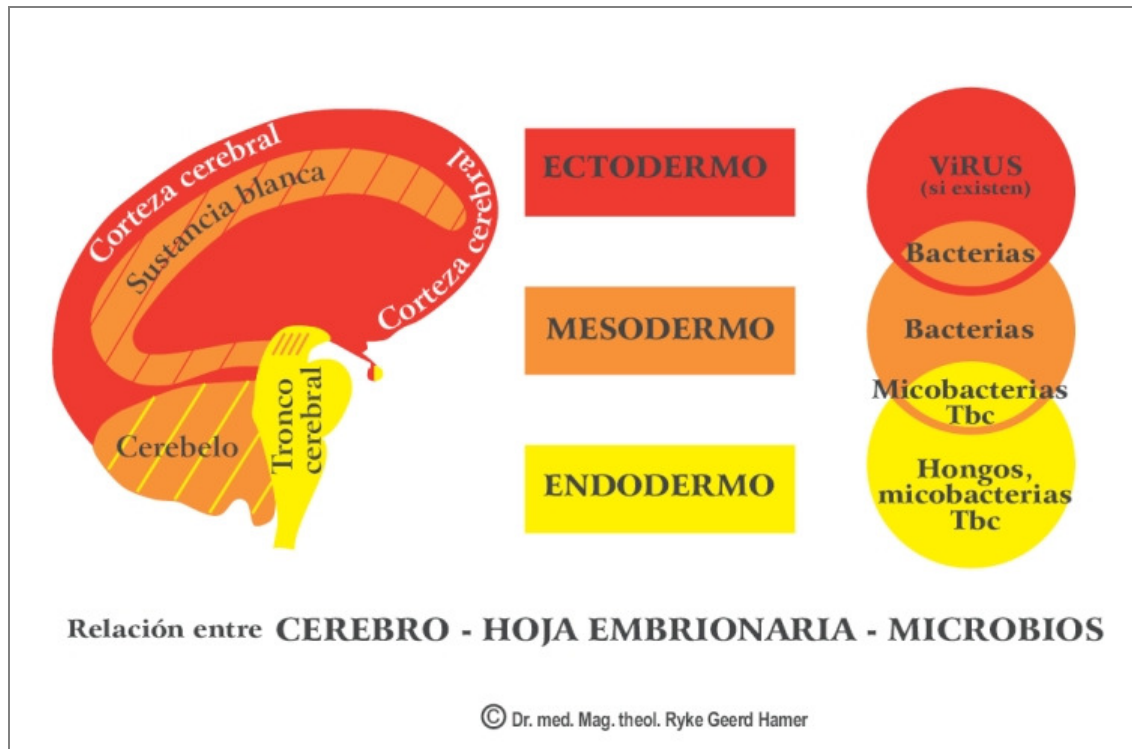 Corteza cerebral
Sustancia blanca
Corteza cerebral
Cerebelo
Tronco
cerebral
ECTODERMO
MESODERMO
ENDODERMO
ViRUS
(si existen)
Bacterias
Bacterias
Micobacterias
Tbc
Hongos,
micobacterias
Tbc
Relación entre CEREBRO - HOJA EMBRIONARIA - MICROBIOS
© Dr. med. Mag. theol. Ryke Geerd Hamer